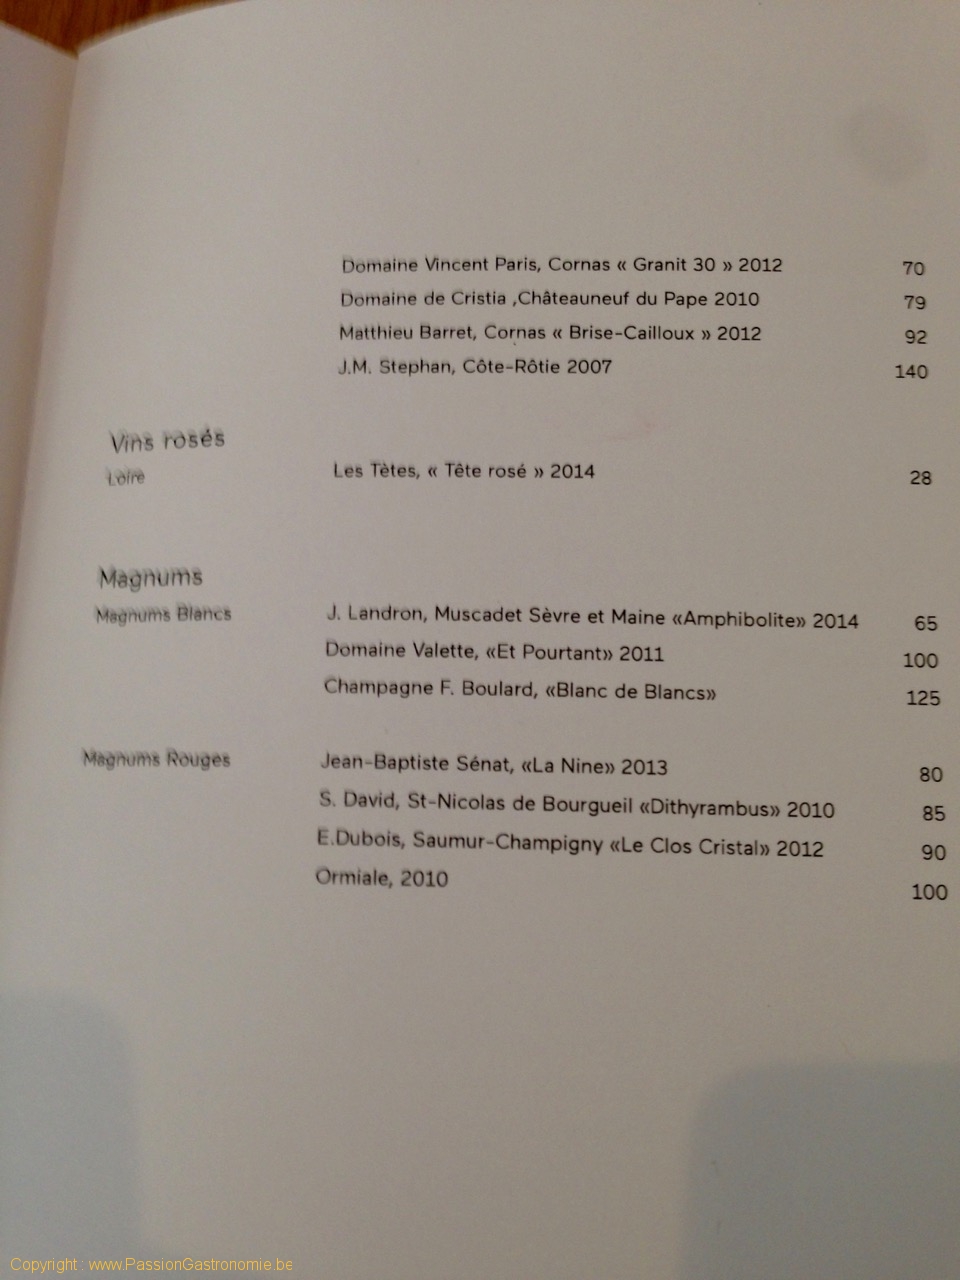 Domaine Vincent Paris, Cornas « Granit 30 » 2012 70
Domaine de Cristia ,Châteauneuf du Pape 2010 79
Matthieu Barret, Cornas « Brise-Cailloux » 2012 92
J.M. Stephan, Côte-Rôtie 2007 140
Vins rosés
Loire Les Tètes, « Tête rosé » 2014 28
Magnums
Magnums Blancs J. Landron, Muscadet Sèvre et Maine «Amphibolite» 2014 65
Domaine Valette, «Et Pourtant» 2011 100
Champagne F. Boulard, «Blanc de Blancs» 125
Magnums Rouges Jean-Baptiste Sénat, «La Nine» 2013 80
S. David, St-Nicolas de Bourgueil «Dithyrambus» 2010 85
E.Dubois, Saumur-Champigny «Le Clos Cristal» 2012 90
Ormiale, 2010 100
Copyright : www.PassionGastronomie.be